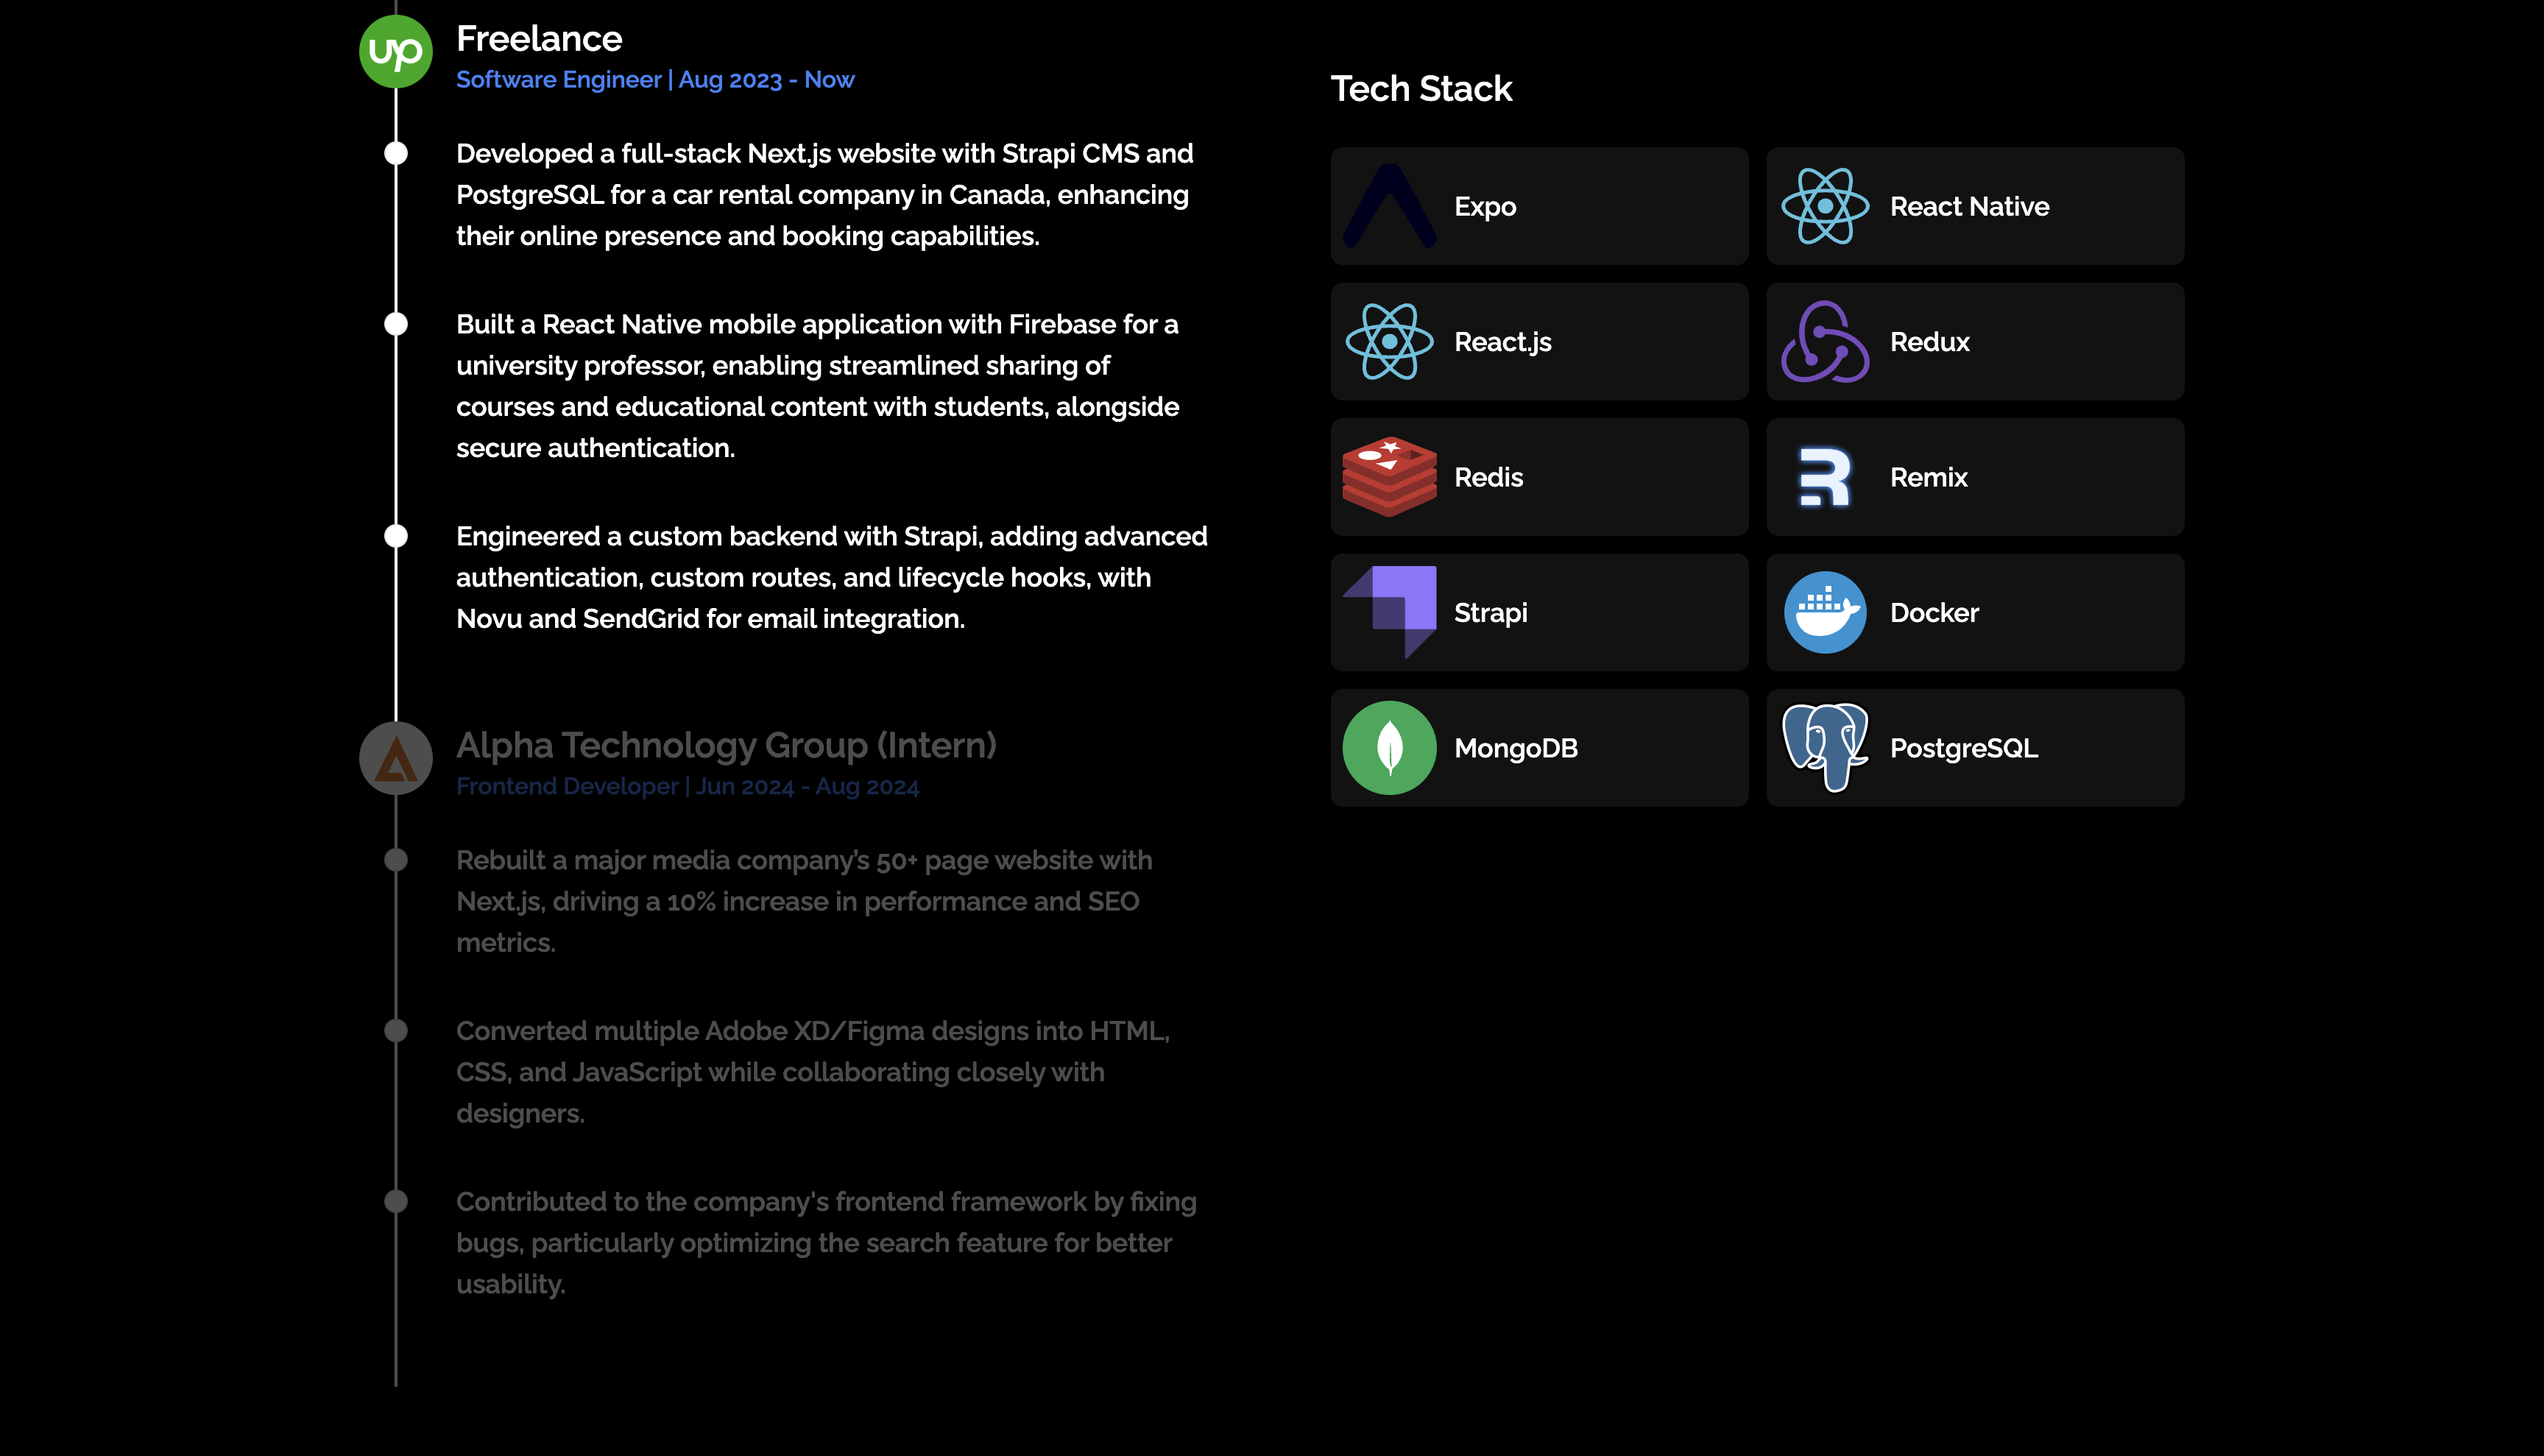 up
Freelance
Software Engineer | Aug 2023 - Now
Developed a full-stack Next.js website with Strapi CMS and
PostgreSQL for a car rental company in Canada, enhancing
their online presence and booking capabilities.
Built a React Native mobile application with Firebase for a
university professor, enabling streamlined sharing of
courses and educational content with students, alongside
secure authentication.
Engineered a custom backend with Strapi, adding advanced
authentication, custom routes, and lifecycle hooks, with
Novu and SendGrid for email integration.
Alpha Technology Group (Intern)
Frontend Developer | Jun 2024 - Aug 2024
Rebuilt a major media company’s 50+ page website with
Next.js, driving a 10% increase in performance and SEO
metrics.
Converted multiple Adobe XD/Figma designs into HTML,
CSS, and JavaScript while collaborating closely with
designers.
Contributed to the company's frontend framework by fixing
bugs, particularly optimizing the search feature for better
usability.
Tech Stack
Expo
React Native
React.js
Redux
Redis
R
Remix
Strapi
Docker
MongoDB
PostgreSQL